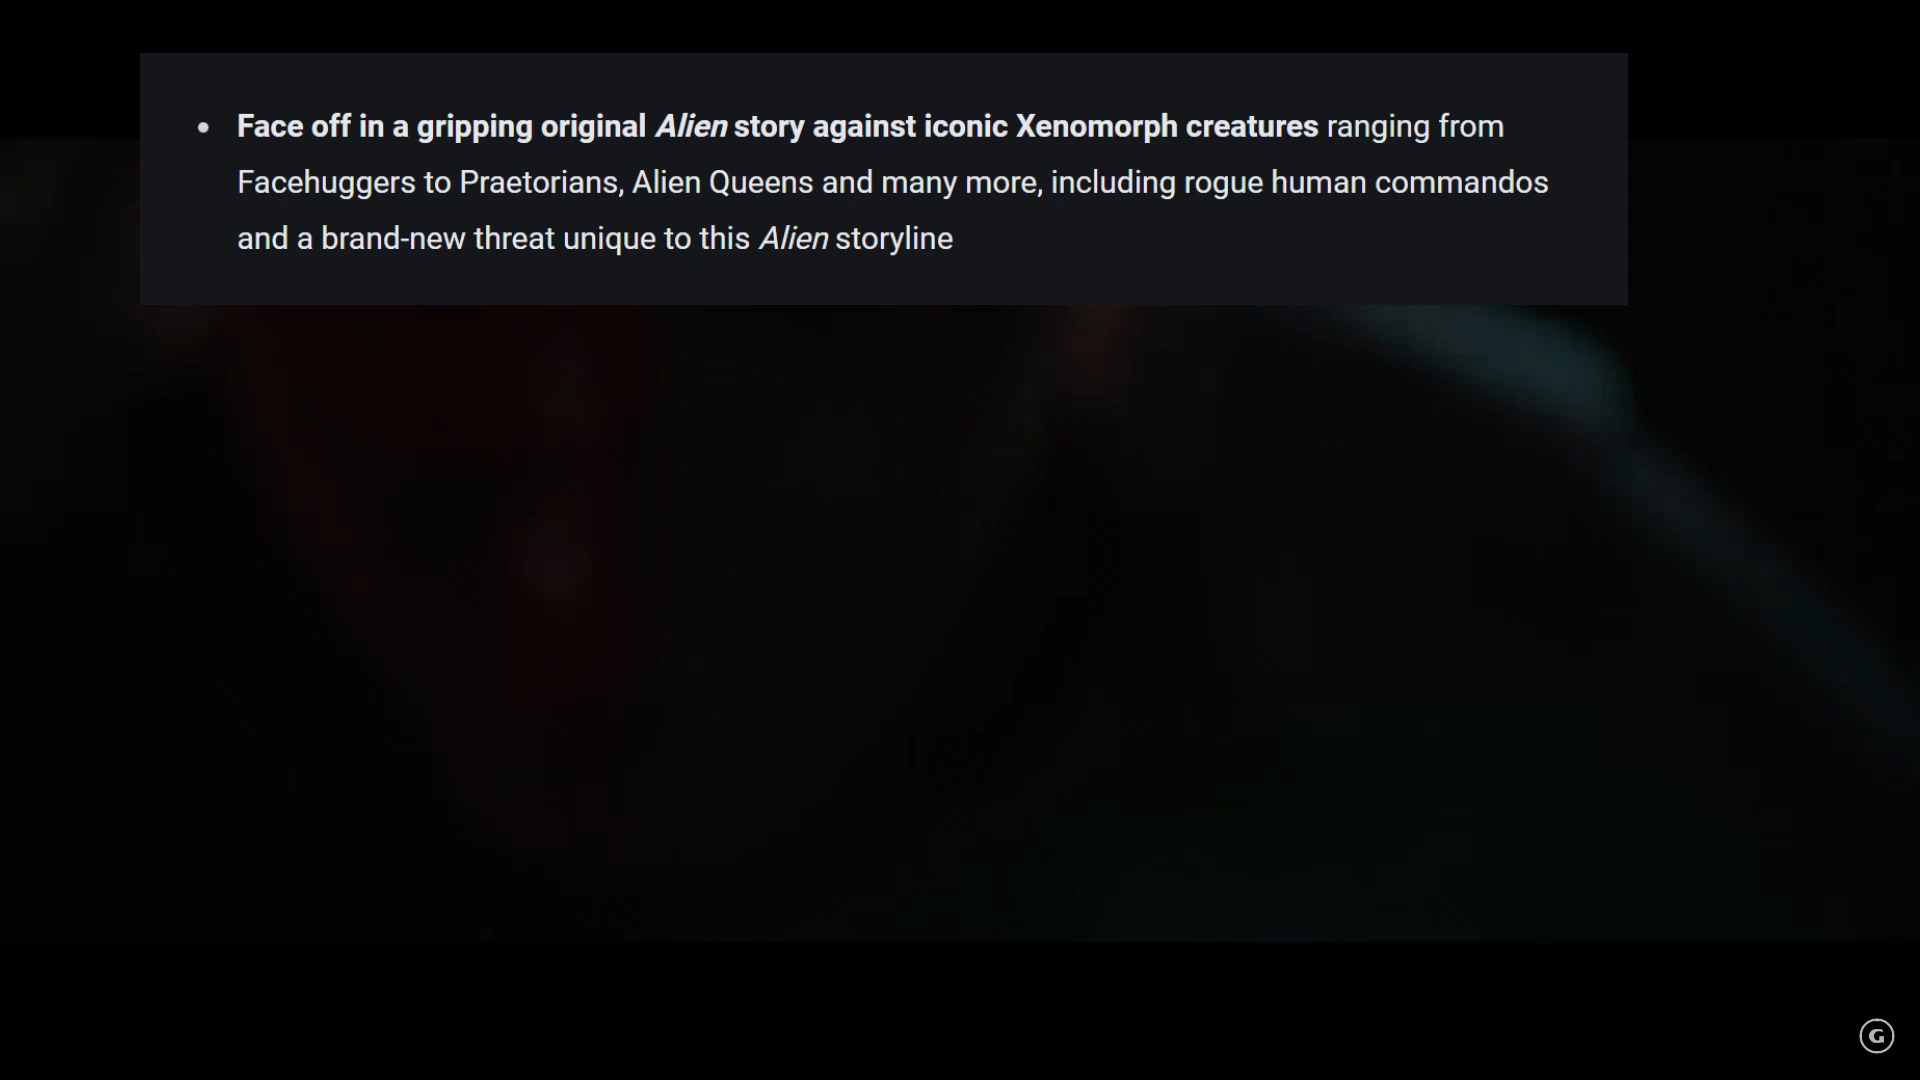 • Face off in a gripping original Alien story against iconic Xenomorph creatures ranging from
Facehuggers to Praetorians, Alien Queens and many more, including rogue human commandos
and a brand-new threat unique to this Alien storyline
G